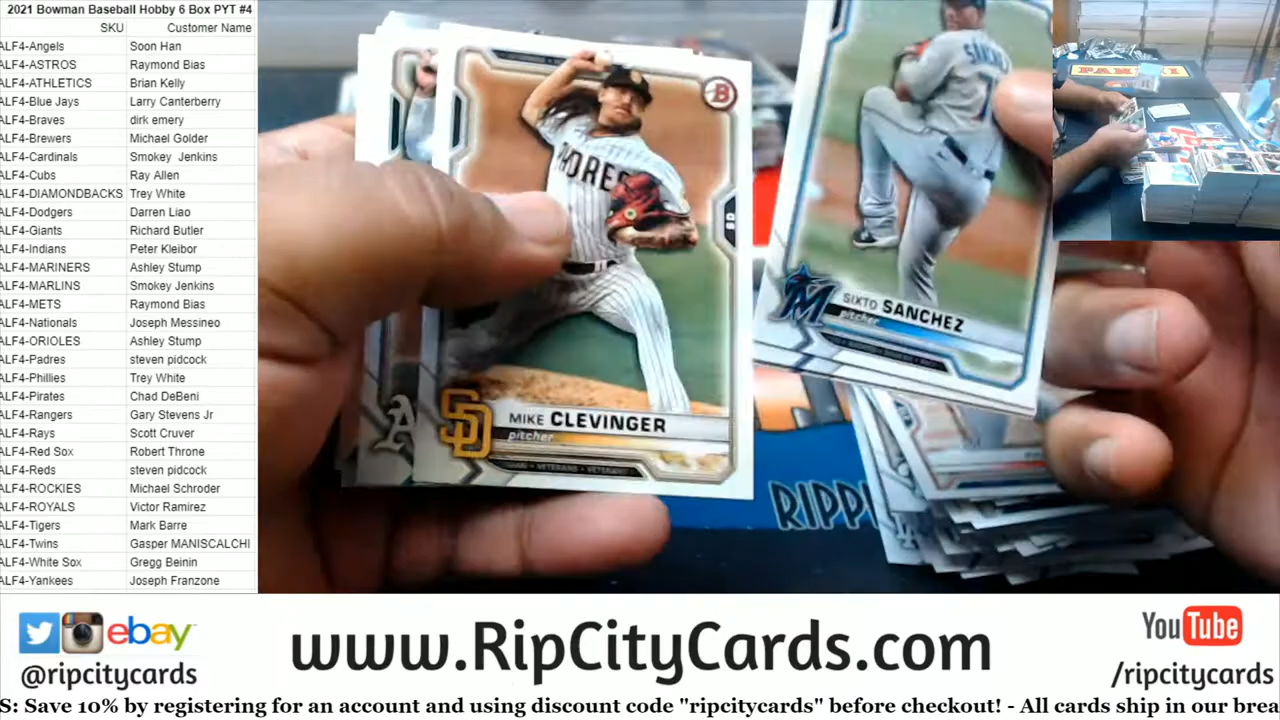 2021 Bowman Baseball Hobby 6 Box PYT #4
SKU Customer Name
ALF4-Angels Soon Han
ALF4-ASTROS Raymond Bias
ALF4-ATHLETICS Brian Kelly
ALF4-Blue Jays Larry Canterberry
ALF4-Braves dirk emery
ALF4-Brewers Michael Golder
ALF4-Cardinals Smokey Jenkins
ALF4-Cubs Ray Allen
ALF4-DIAMONDBACKS Trey White
ALF4-Dodgers Darren Liao
ALF4-Giants Richard Butler
ALF4-Indians Peter Kleibor
ALF4-MARINERS Ashley Stump
ALF4-MARLINS Smokey Jenkins
ALF4-METS Raymond Bias
ALF4-Nationals Joseph Messineo
ALF4-ORIOLES Ashley Stump
ALF4-Padres steven pidcock
ALF4-Phillies Trey White
ALF4-Pirates Chad DeBeni
ALF4-Rangers Gary Stevens Jr
ALF4-Rays Scott Cruver
ALF4-Red Sox Robert Throne
ALF4-Reds steven pidcock
ALF4-ROCKIES Michael Schroder
ALF4-ROYALS Victor Ramirez
ALF4-Tigers Mark Barre
ALF4-Twins Gasper MANISCALCHI
ALF4-White Sox Gregg Beinin
ALF4-Yankees Joseph Franzone
B
PADRES
SD
SD
MIKE CLEVINGER
pitcher
A
M
SIXTO SANCHEZ
pitcher
PANINI
RIPPI
ebay
@ripcitycards
www.RipCityCards.com
YouTube
/ripcitycards
S: Save 10% by registering for an account and using discount code "ripcitycards" before checkout! - All cards ship in our brea